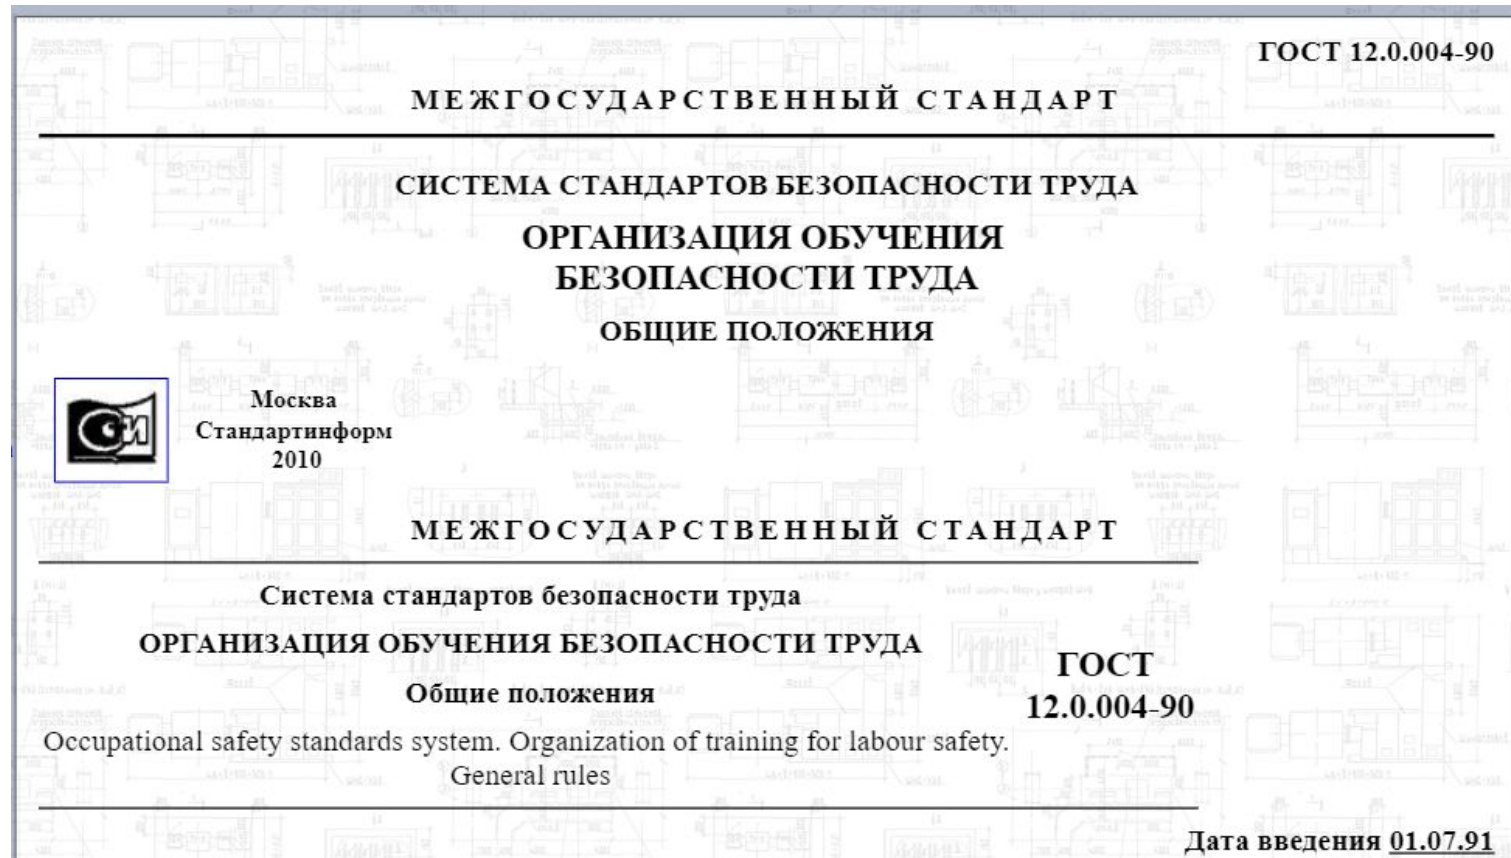 ГОСТ 12.0.004-90
МЕЖГОСУДАРСТВЕННЫЙ СТАНДАРТ
СИСТЕМА СТАНДАРТОВ БЕЗОПАСНОСТИ ТРУДА
ОРГАНИЗАЦИЯ ОБУЧЕНИЯ
БЕЗОПАСНОСТИ ТРУДА
ОБЩИЕ ПОЛОЖЕНИЯ
Москва
Стандартинформ
2010
МЕЖГОСУДАРСТВЕННЫЙ СТАНДАРТ
Система стандартов безопасности труда
ОРГАНИЗАЦИЯ ОБУЧЕНИЯ БЕЗОПАСНОСТИ ТРУДА
Общие положения
Occupational safety standards system. Organization of training for labour safety.
General rules
ГОСТ
12.0.004-90
Дата введения 01.07.91